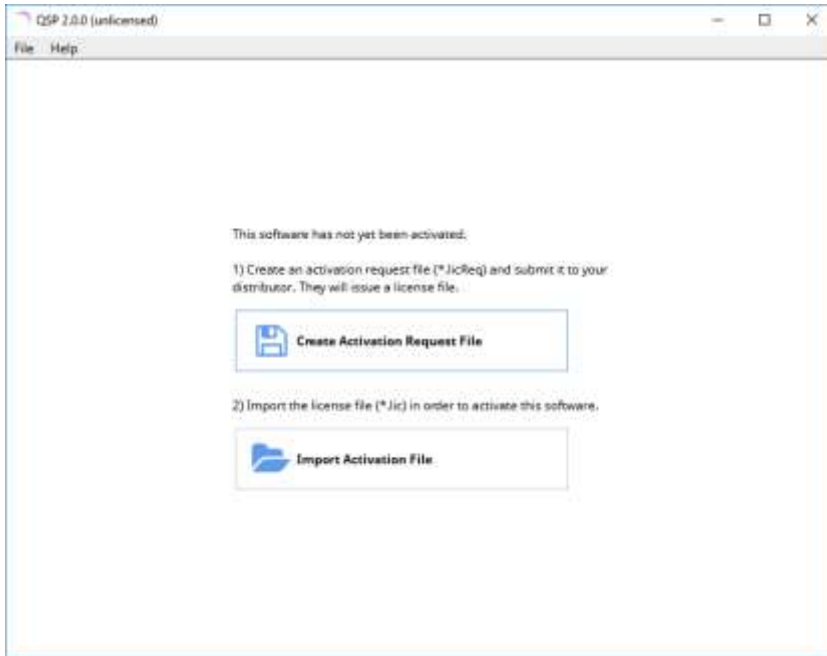 QSP 2.0.0 (unlicensed)
File Help
This software has not yet been activated.
1) Create an activation request file (*.licReq) and submit it to your
distributor. They will issue a license file.
Create Activation Request File
2) Import the license file (*.lic) in order to activate this software.
Import Activation File